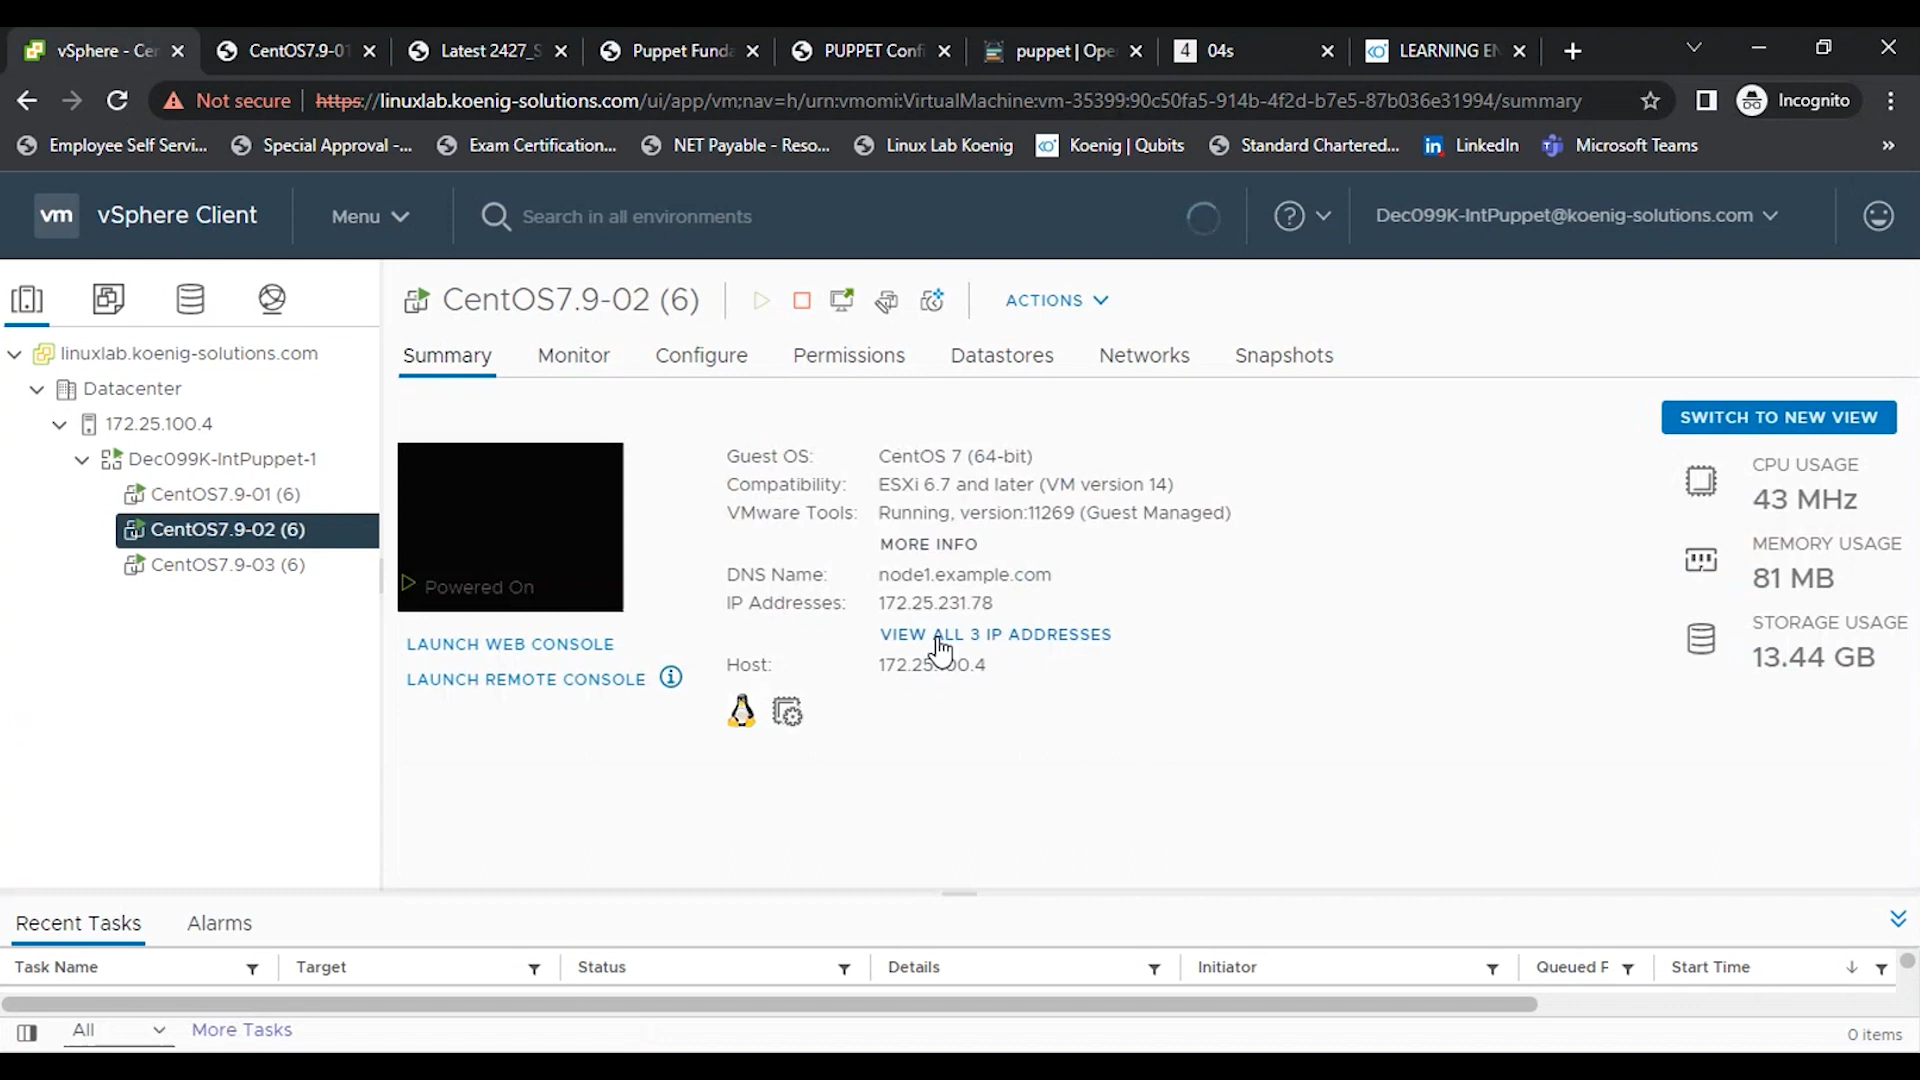 vSphere - Cer
CentOS7.9-01
Latest 2427_S
Puppet Funda
PUPPET Confi
puppet | Ope
4 04s
LEARNING EN
Not secure https://linuxlab.koenig-solutions.com/ui/app/vm;nav=h/urn:vmomi:VirtualMachine:vm-35399:90c50fa5-914b-4f2d-b7e5-87b036e31994/summary
Incognito
Employee Self Servi...
Special Approval -...
Exam Certification...
NET Payable - Reso...
Linux Lab Koenig
Koenig | Qubits
Standard Chartered...
LinkedIn
Microsoft Teams
»
vm vSphere Client
Menu
Search in all environments
Dec099K-IntPuppet@koenig-solutions.com
linuxlab.koenig-solutions.com
Datacenter
172.25.100.4
Dec099K-IntPuppet-1
CentOS7.9-01 (6)
CentOS7.9-02 (6)
CentOS7.9-03 (6)
CentOS7.9-02 (6)
ACTIONS
Summary
Monitor
Configure
Permissions
Datastores
Networks
Snapshots
SWITCH TO NEW VIEW
Powered On
LAUNCH WEB CONSOLE
LAUNCH REMOTE CONSOLE
Guest OS: CentOS 7 (64-bit)
Compatibility: ESXi 6.7 and later (VM version 14)
VMware Tools: Running, version:11269 (Guest Managed)
MORE INFO
DNS Name: node1.example.com
IP Addresses: 172.25.231.78
VIEW ALL 3 IP ADDRESSES
Host: 172.25.100.4
CPU USAGE
43 MHz
MEMORY USAGE
81 MB
STORAGE USAGE
13.44 GB
Recent Tasks
Alarms
Task Name
Target
Status
Details
Initiator
Queued F
Start Time
All
More Tasks
0 items